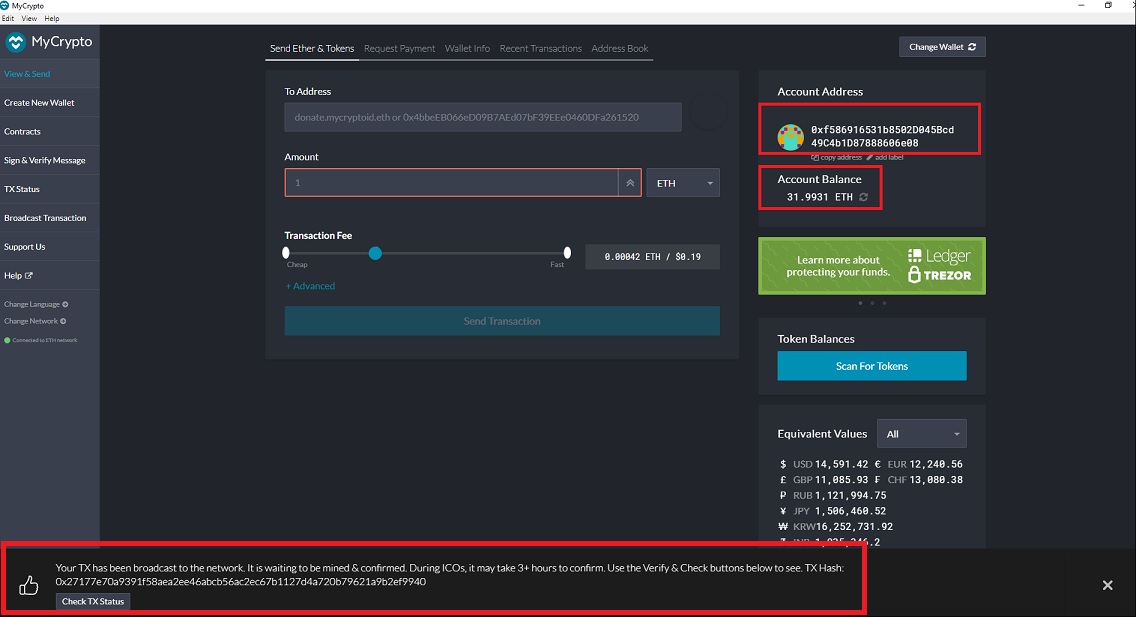 MyCrypto
Edit View Help
MyCrypto
View & Send
Create New Wallet
Contracts
Sign & Verify Message
TX Status
Broadcast Transaction
Support Us
Help
Change Language
Change Network
Connected to ETH network
Send Ether & Tokens Request Payment Wallet Info Recent Transactions Address Book
Change Wallet
To Address
donate.mycryptoid.eth or 0x4bbeEB066eD09B7AEd07bF39EEe0460DFa261520
Amount
1
ETH
Transaction Fee
Cheap
Fast
0.00042 ETH / $0.19
+ Advanced
Send Transaction
Account Address
0xf586916531b8502D045Bcd
49C4b1D87888606e08
copy address add label
Account Balance
31.9931 ETH
Learn more about
protecting your funds.
Ledger
TREZOR
Token Balances
Scan For Tokens
Equivalent Values
All
$ USD 14,591.42 € EUR 12,240.56
£ GBP 11,085.93 ₣ CHF 13,080.38
₽ RUB 1,121,994.75
¥ JPY 1,506,460.52
₩ KRW 16,252,731.92
Your TX has been broadcast to the network. It is waiting to be mined & confirmed. During ICOs, it may take 3+ hours to confirm. Use the Verify & Check buttons below to see. TX Hash:
0x27177e70a9391f58aea2ee46abcb56ac2ec67b1127d4a720b79621a9b2ef9940
Check TX Status